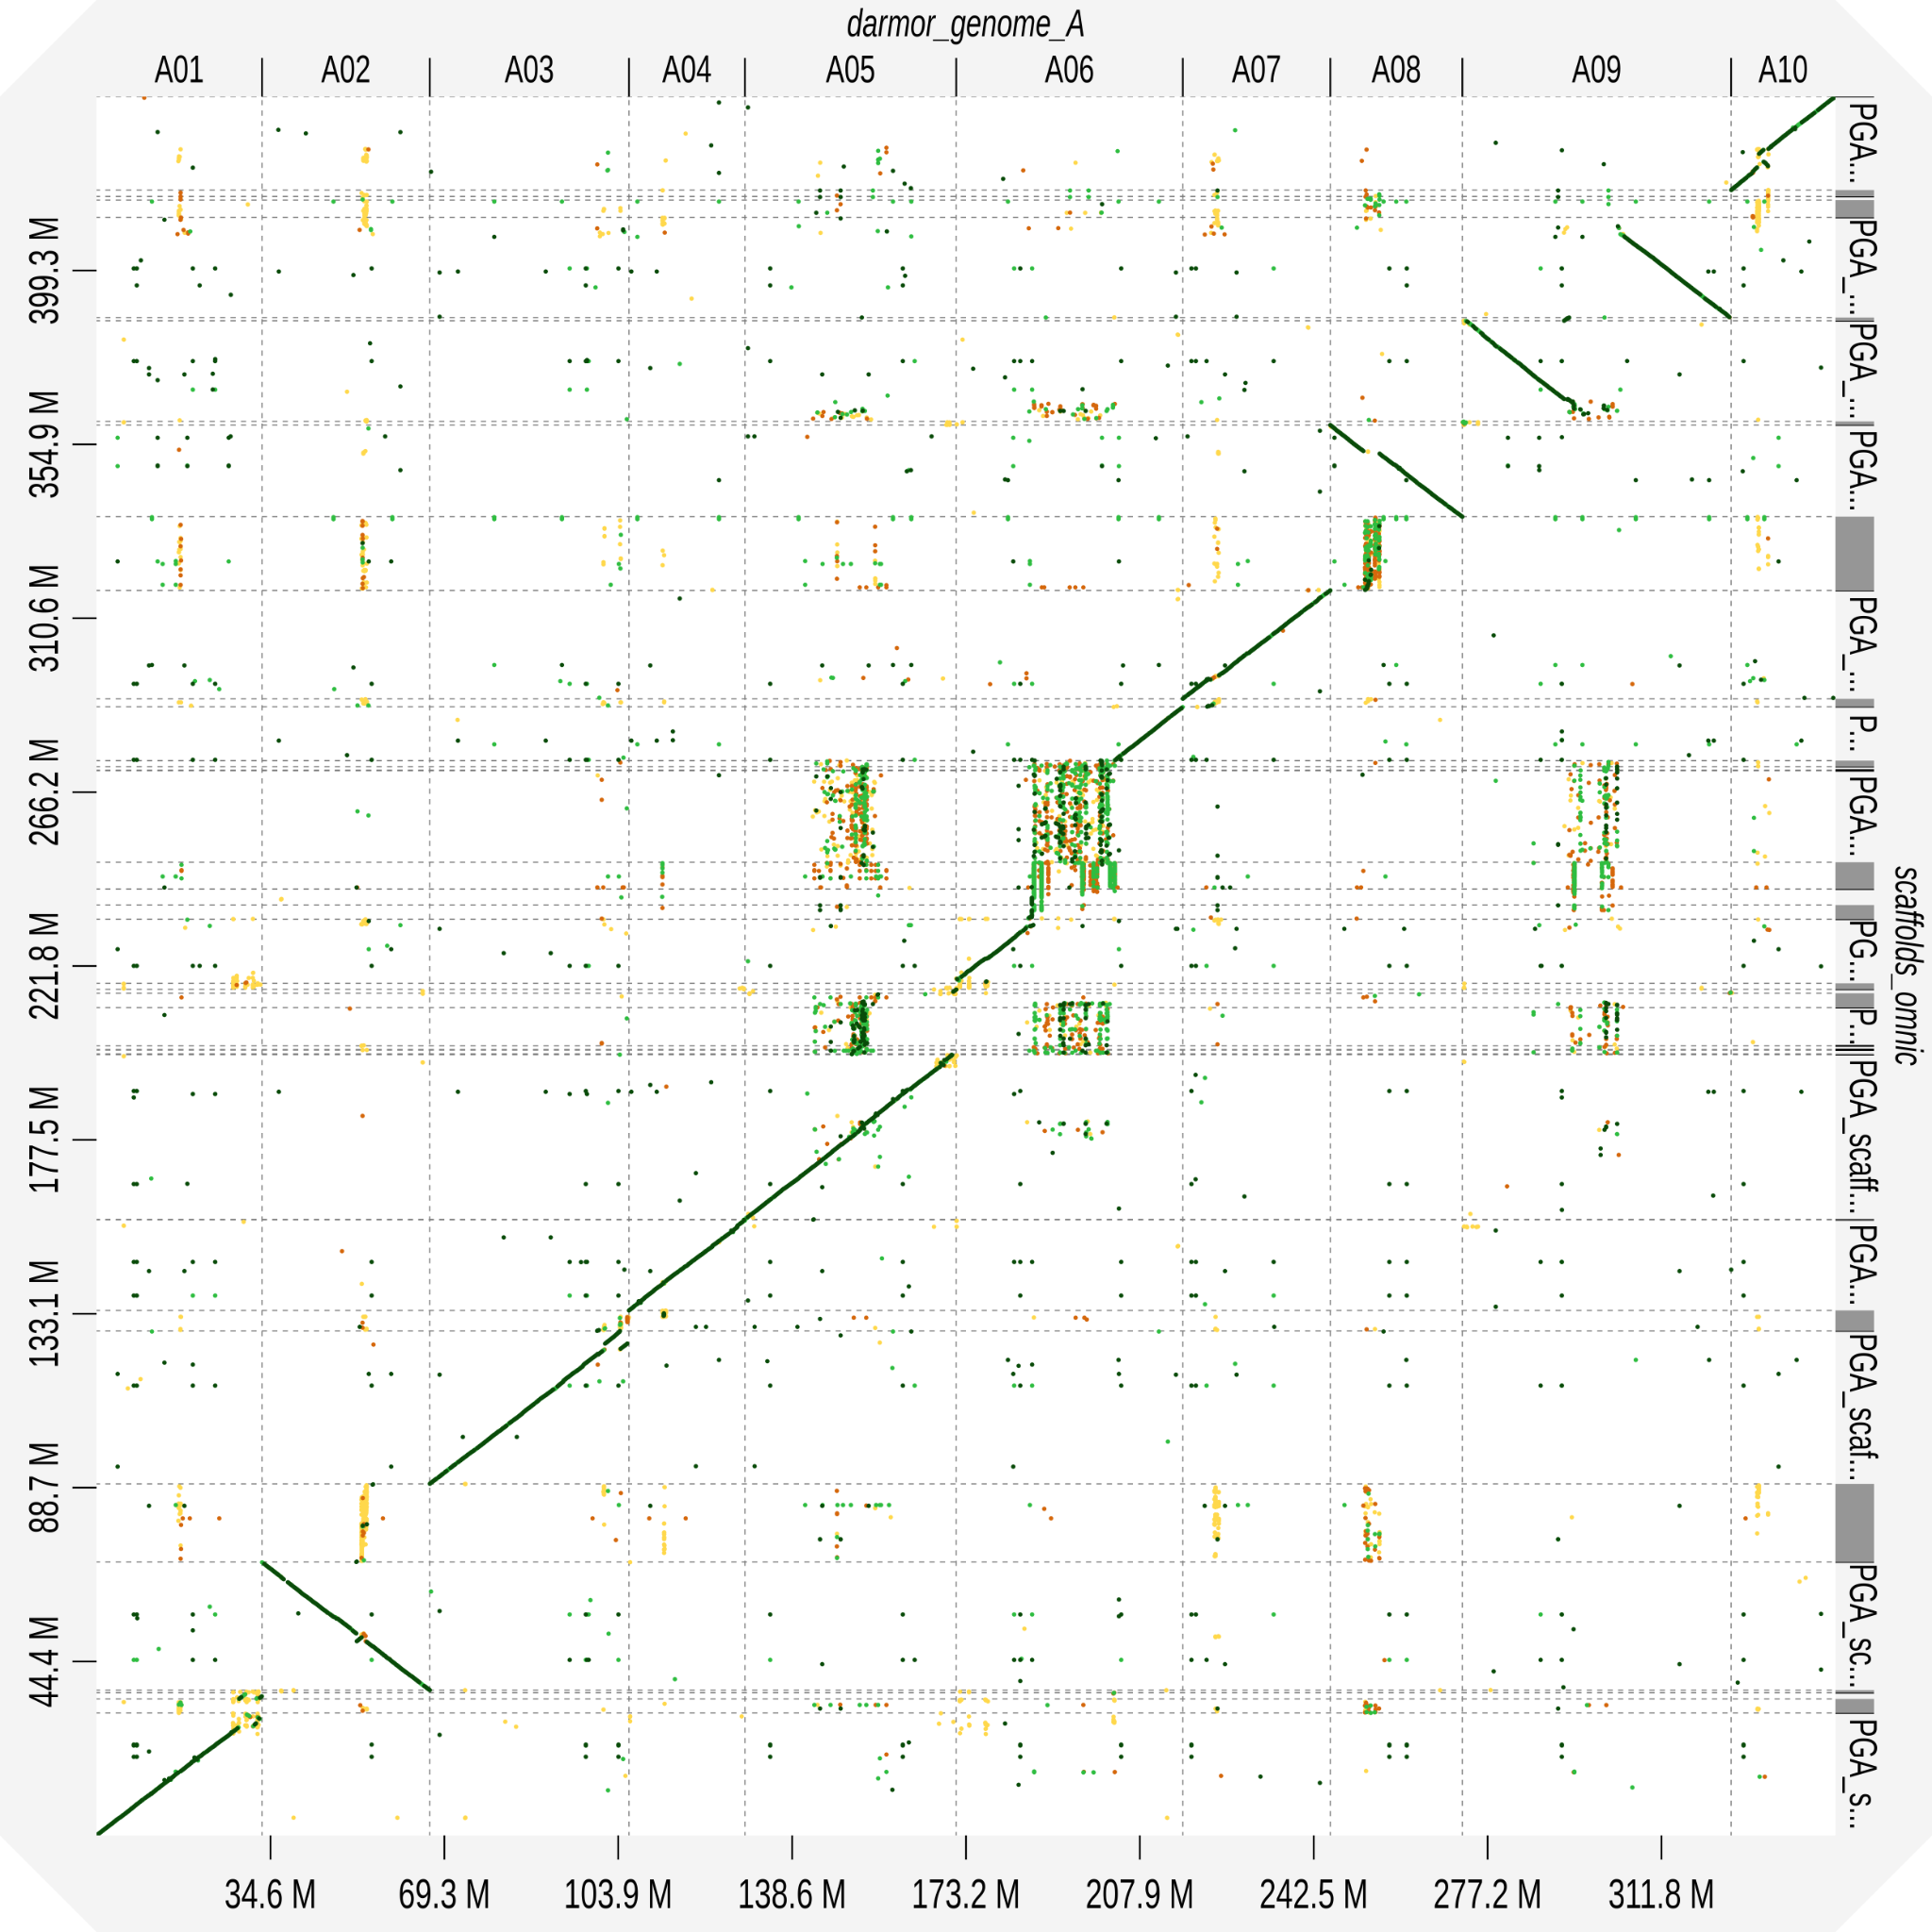 darmor_genome_A
A01 A02 A03 A04 A05 A06 A07 A08 A09 A10
399.3 M
354.9 M
310.6 M
266.2 M
221.8 M
177.5 M
133.1 M
88.7 M
44.4 M
PGA...
PGA_...
PGA_...
PGA...
PGA_...
P...
PGA...
PG...
P...
PGA_scaff...
PGA...
PGA_scaf...
PGA_sc...
PGA_s...
scaffolds_omnic
34.6 M 69.3 M 103.9 M 138.6 M 173.2 M 207.9 M 242.5 M 277.2 M 311.8 M